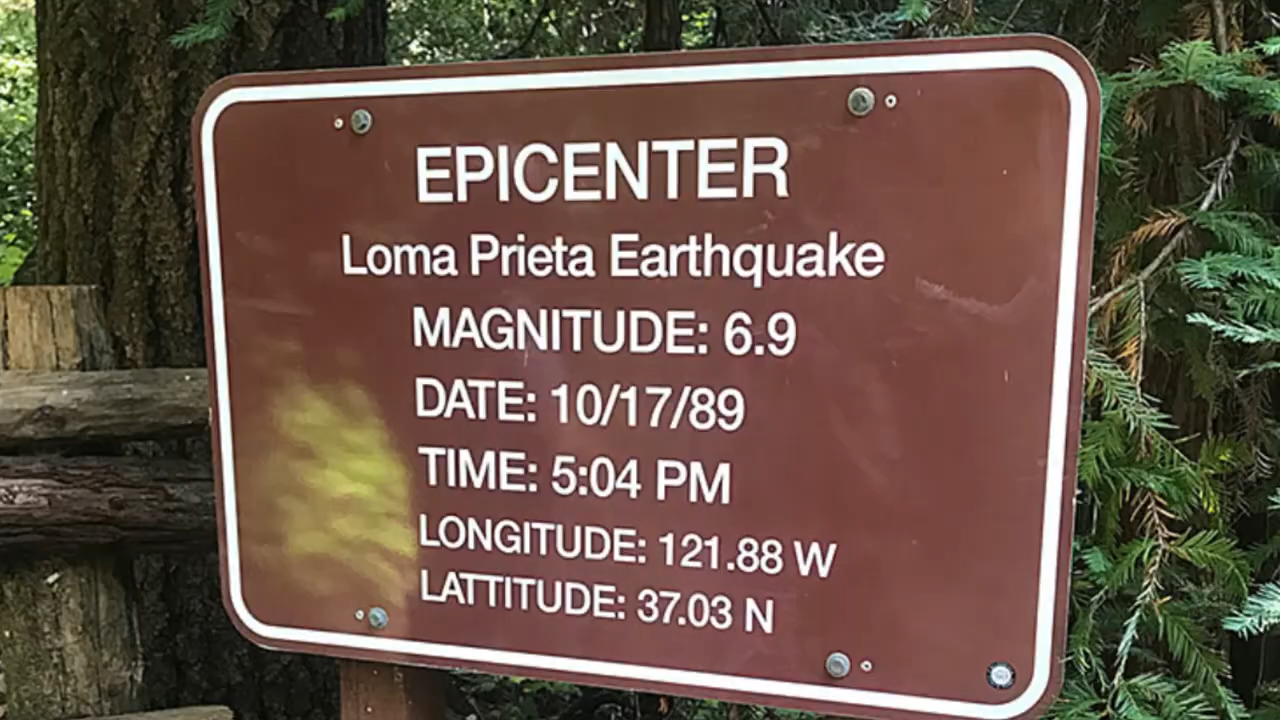 EPICENTER
Loma Prieta Earthquake
MAGNITUDE: 6.9
DATE: 10/17/89
TIME: 5:04 PM
LONGITUDE: 121.88 W
LATTITUDE: 37.03 N